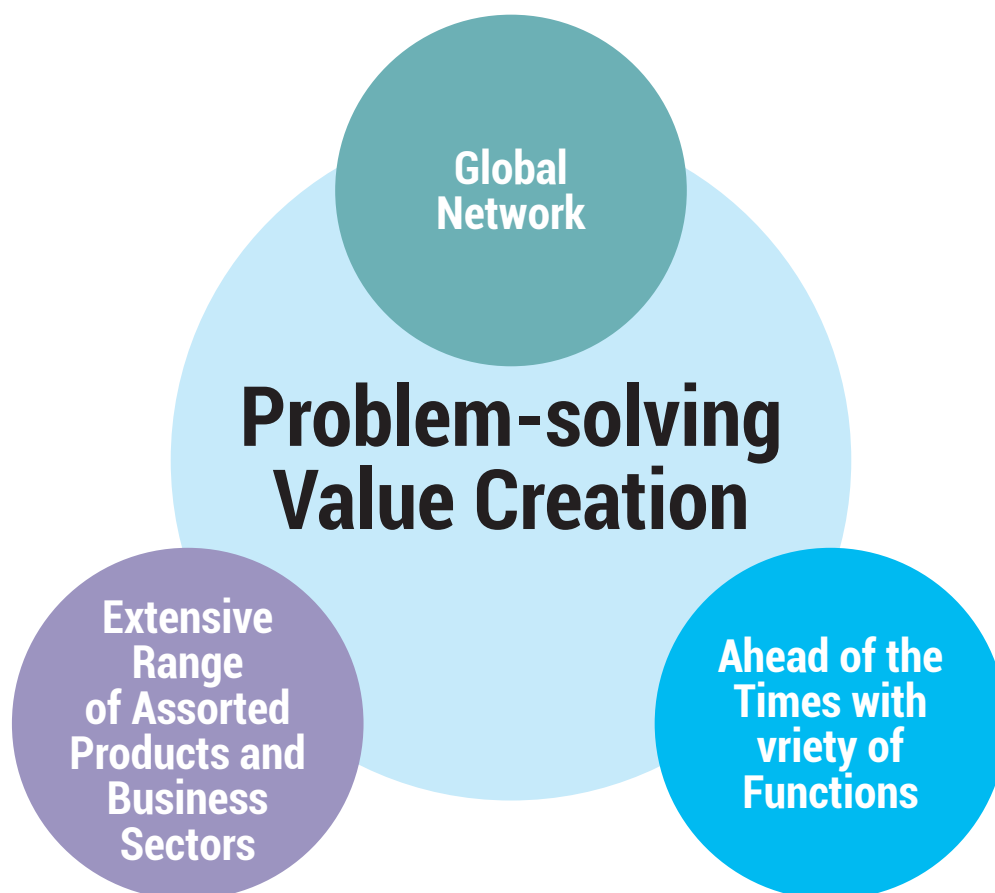 Global
Network
Problem-solving
Value Creation
Extensive
Range
of Assorted
Products and
Business
Sectors
Ahead of the
Times with
vriety of
Functions